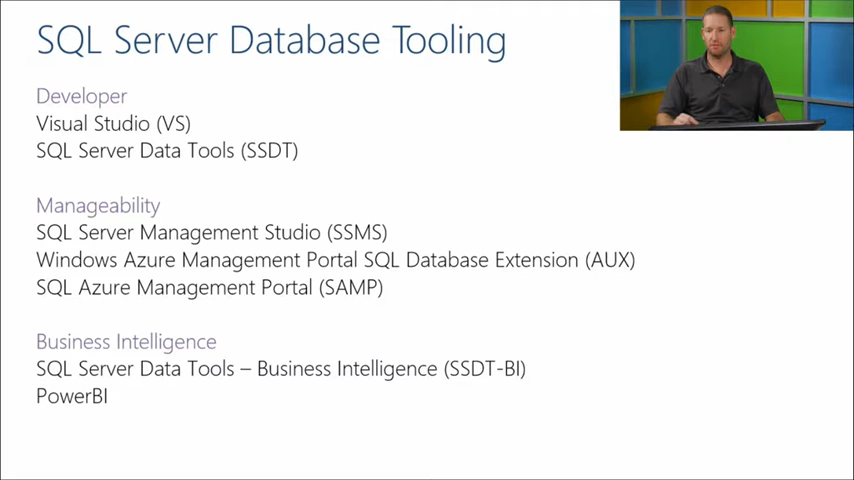 SQL Server Database Tooling
Developer
Visual Studio (VS)
SQL Server Data Tools (SSDT)
Manageability
SQL Server Management Studio (SSMS)
Windows Azure Management Portal SQL Database Extension (AUX)
SQL Azure Management Portal (SAMP)
Business Intelligence
SQL Server Data Tools – Business Intelligence (SSDT-BI)
PowerBI